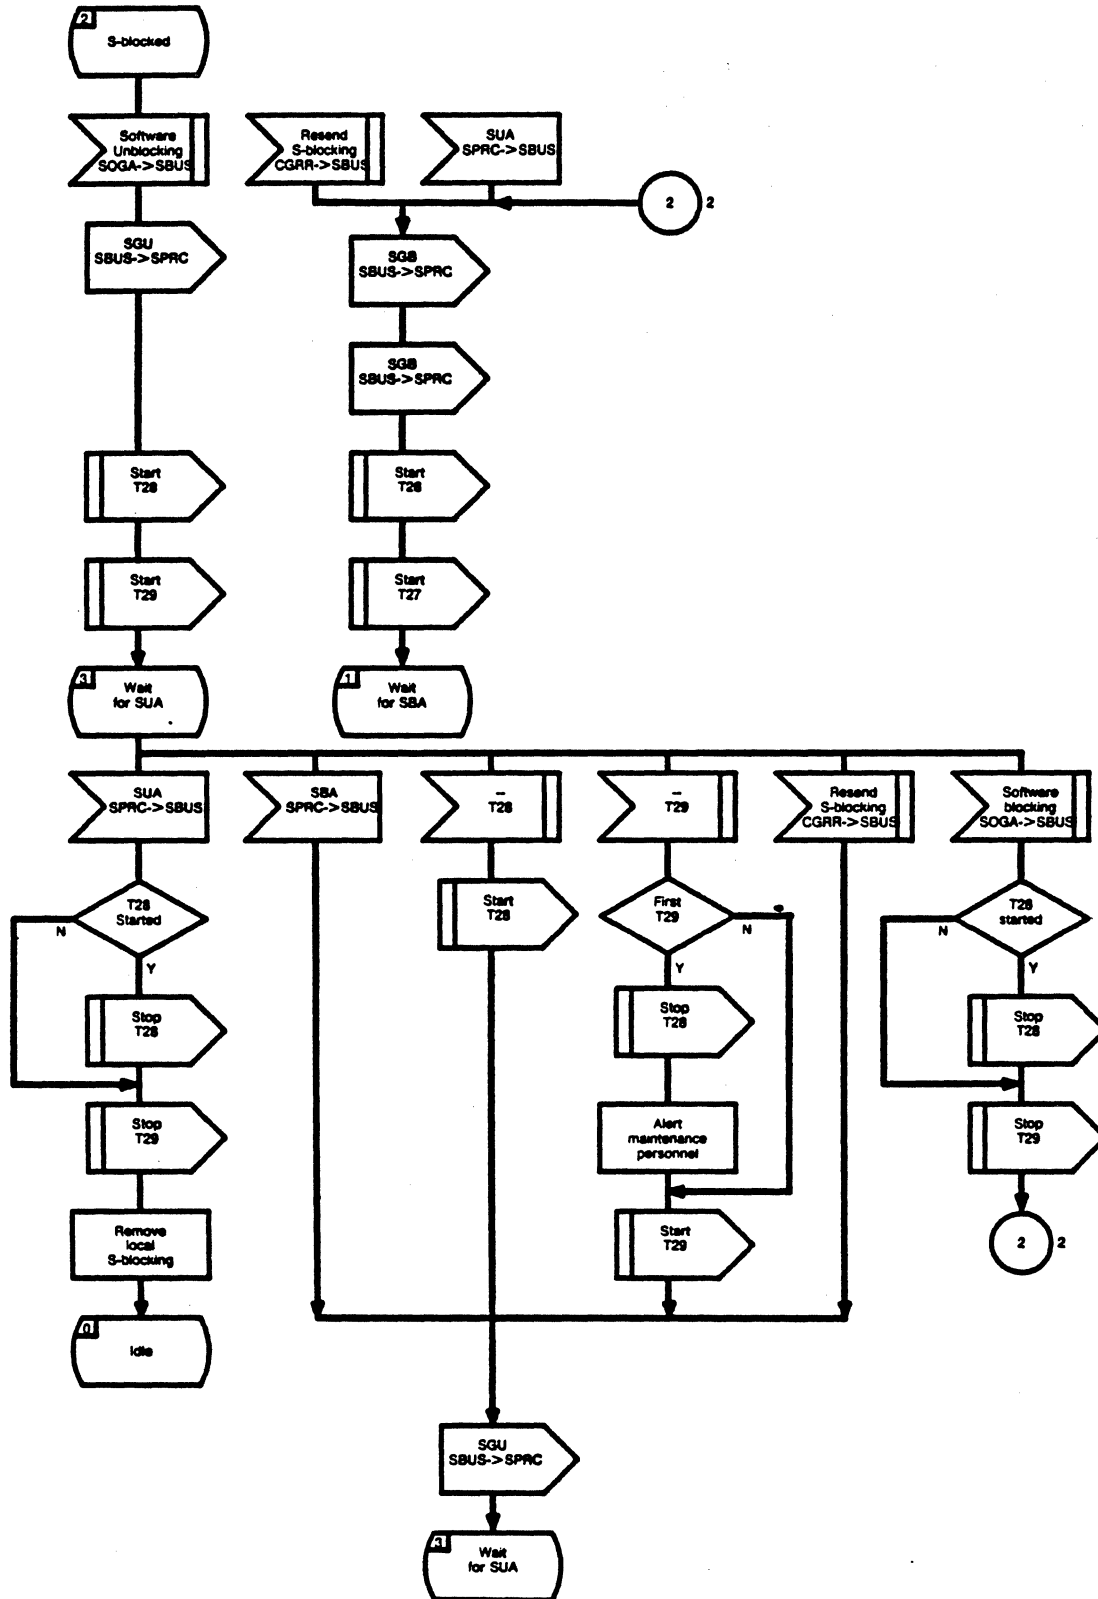 2
S-blocked
Software
Unblocking
SOGA->SBUS
Resend
S-blocking
CGRR->SBUS
SUA
SPRC->SBUS
2
2
SGU
SBUS->SPRC
SGB
SBUS->SPRC
SGB
SBUS->SPRC
Start
T28
Start
T28
Start
T29
Start
T27
3
Wait
for SUA
1
Wait
for SBA
SUA
SPRC->SBUS
SBA
SPRC->SBUS
--
T28
--
T29
Resend
S-blocking
CGRR->SBUS
Software
blocking
SOGA->SBUS
T28
Started
N
Y
Start
T28
First
T29
N
Y
T28
started
N
Y
Stop
T28
Stop
T28
Stop
T28
Stop
T29
Alert
maintenance
personnel
Stop
T29
Remove
local
S-blocking
Start
T29
2
2
0
Idle
SGU
SBUS->SPRC
3
Wait
for SUA